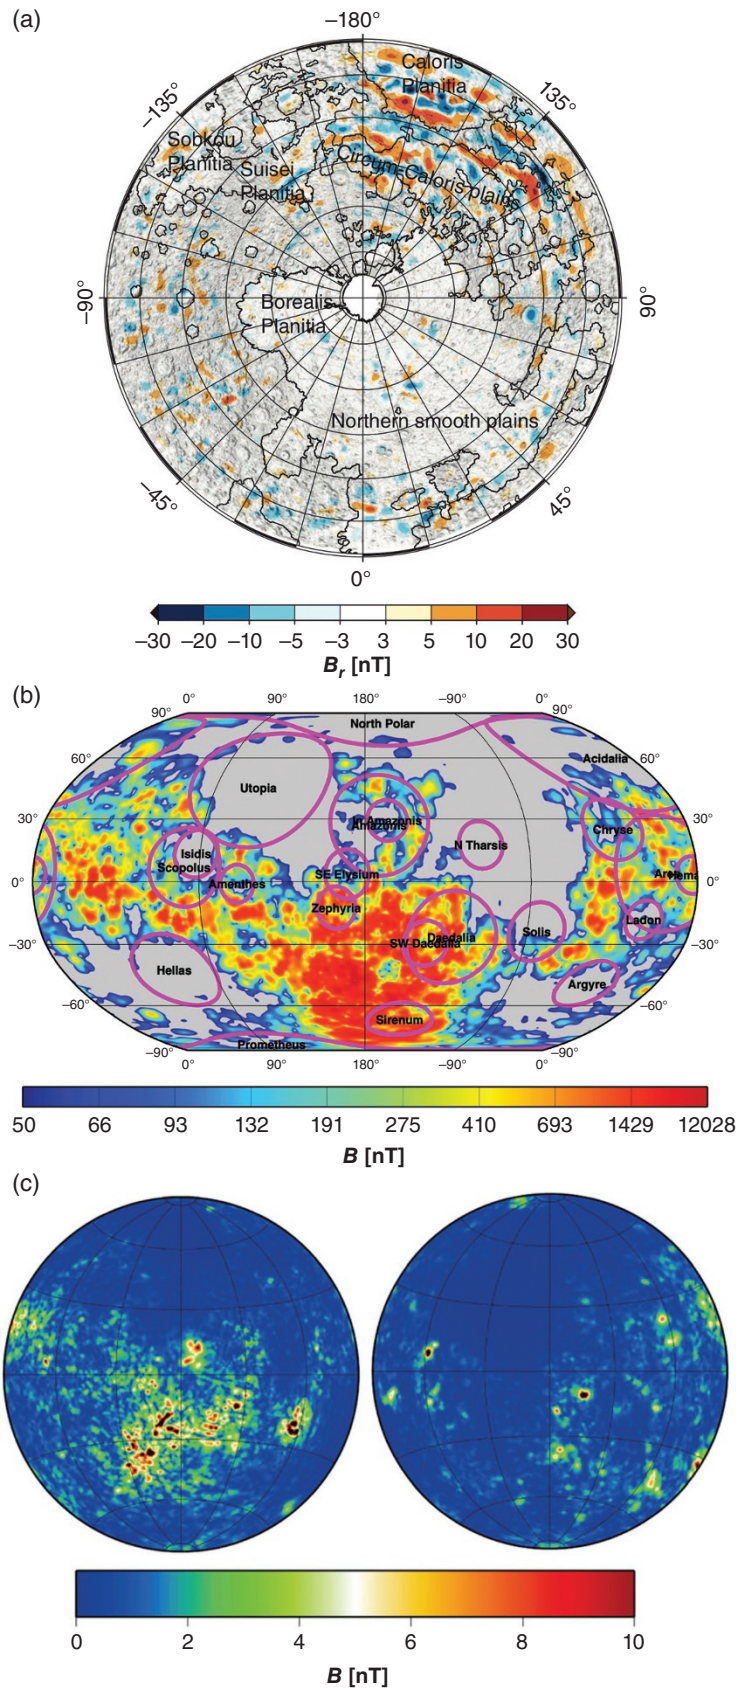 (a)
−180°
−135°
135°
Caloris
Planitia
Sobkou
Planitia
Suisei
Planitia
Circum-Caloris plains
−90°
90°
Borealis
Planitia
Northern smooth plains
−45°
45°
0°
−30 −20 −10 −5 −3 3 5 10 20 30
Br [nT]
(b)
0° 90° 180° −90° 0°
90° 90°
North Polar
60° 60°
Acidalia
Utopia
30° 30°
In Amazonis
Amazonis
Chryse
N Tharsis
Isidis
Scopolus
SE Elysium
Amenthes
0° 0°
Zephyria
Ladon
Daedalia
SW Daedalia
Solis
−30° −30°
Hellas
Argyre
−60° −60°
Sirenum
Prometheus
−90° −90°
0° 90° 180° −90° 0°
50 66 93 132 191 275 410 693 1429 12028
B [nT]
(c)
0 2 4 6 8 10
B [nT]